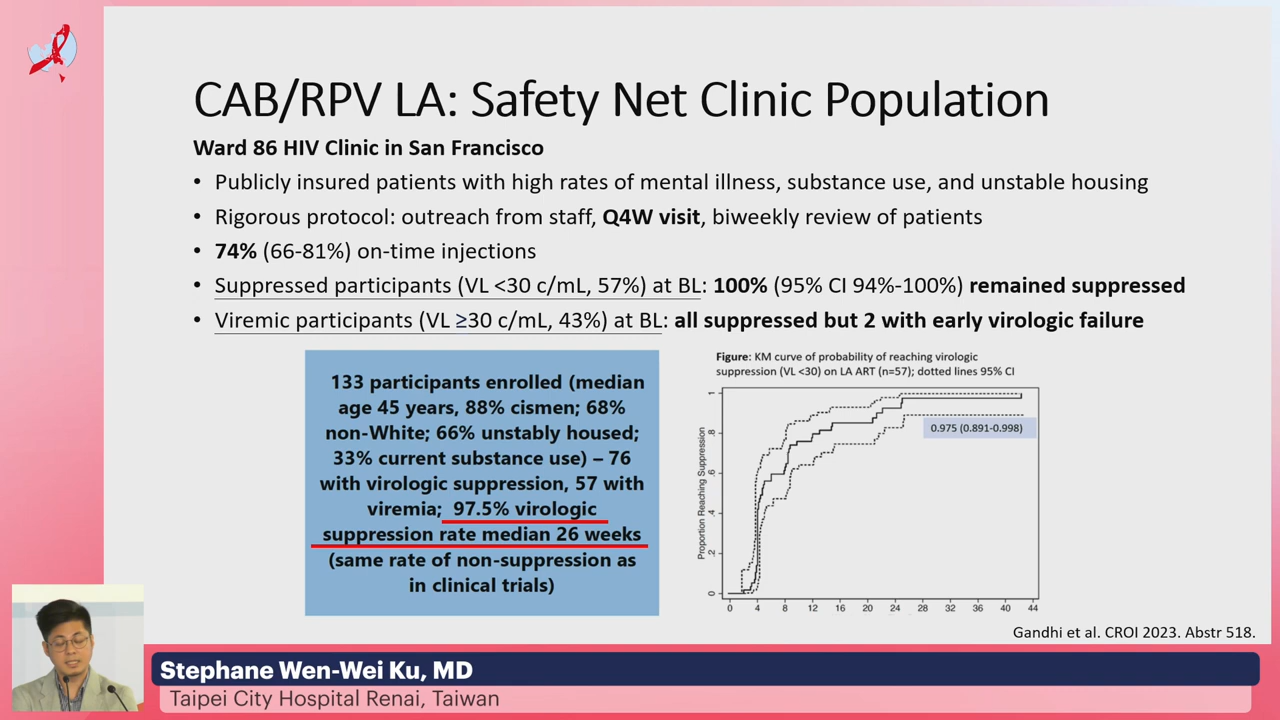 CAB/RPV LA: Safety Net Clinic Population
Ward 86 HIV Clinic in San Francisco
• Publicly insured patients with high rates of mental illness, substance use, and unstable housing
• Rigorous protocol: outreach from staff, Q4W visit, biweekly review of patients
• 74% (66-81%) on-time injections
• Suppressed participants (VL <30 c/mL, 57%) at BL: 100% (95% CI 94%-100%) remained suppressed
• Viremic participants (VL ≥30 c/mL, 43%) at BL: all suppressed but 2 with early virologic failure
133 participants enrolled (median
age 45 years, 88% cismen; 68%
non-White; 66% unstably housed;
33% current substance use) – 76
with virologic suppression, 57 with
viremia; 97.5% virologic
suppression rate median 26 weeks
(same rate of non-suppression as
in clinical trials)
Figure: KM curve of probability of reaching virologic
suppression (VL <30) on LA ART (n=57); dotted lines 95% CI
Proportion Reaching Suppression
1
.8
.6
.4
.2
0
0.975 (0.891-0.998)
0 4 8 12 16 20 24 28 32 36 40 44
Gandhi et al. CROI 2023. Abstr 518.
Stephane Wen-Wei Ku, MD
Taipei City Hospital Renai, Taiwan